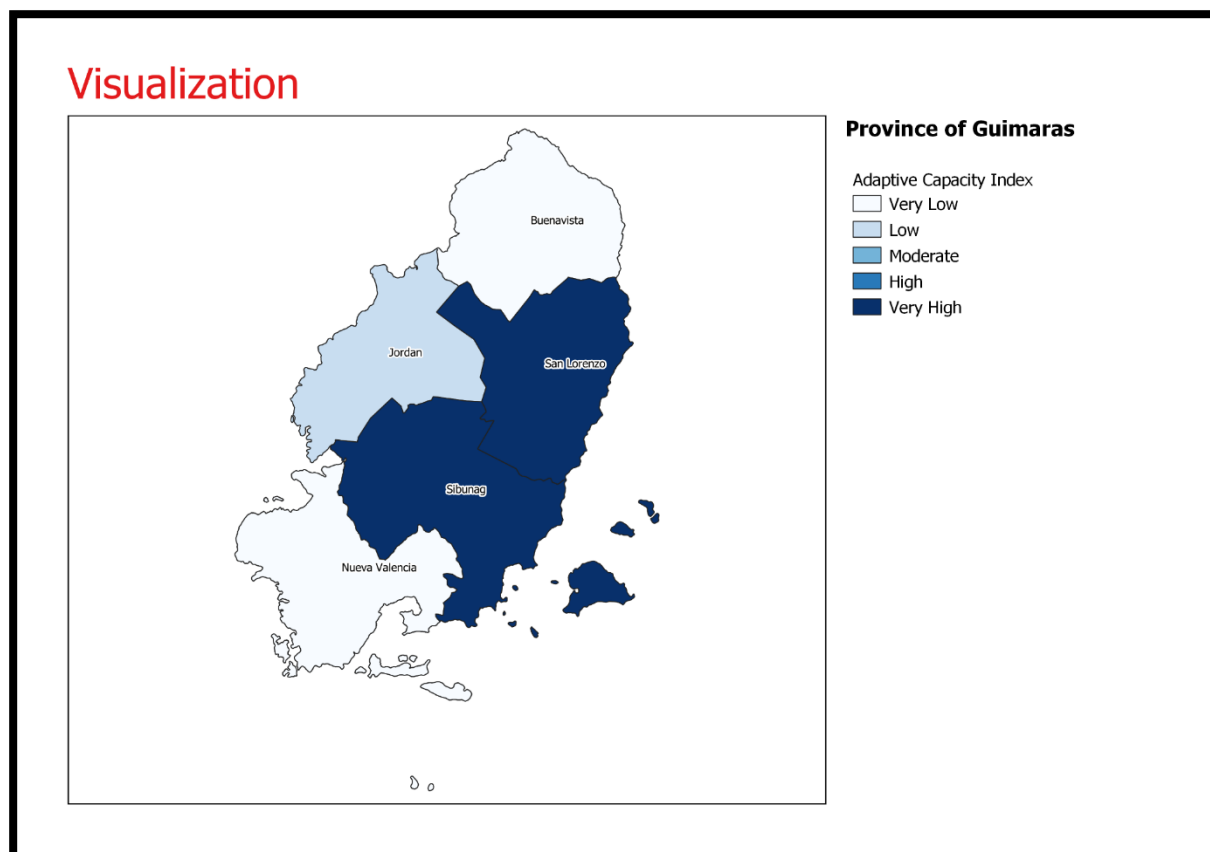 Visualization
Province of Guimaras
Adaptive Capacity Index
Very Low
Low
Moderate
High
Very High
Buenavista
Jordan
San Lorenzo
Sibunag
Nueva Valencia